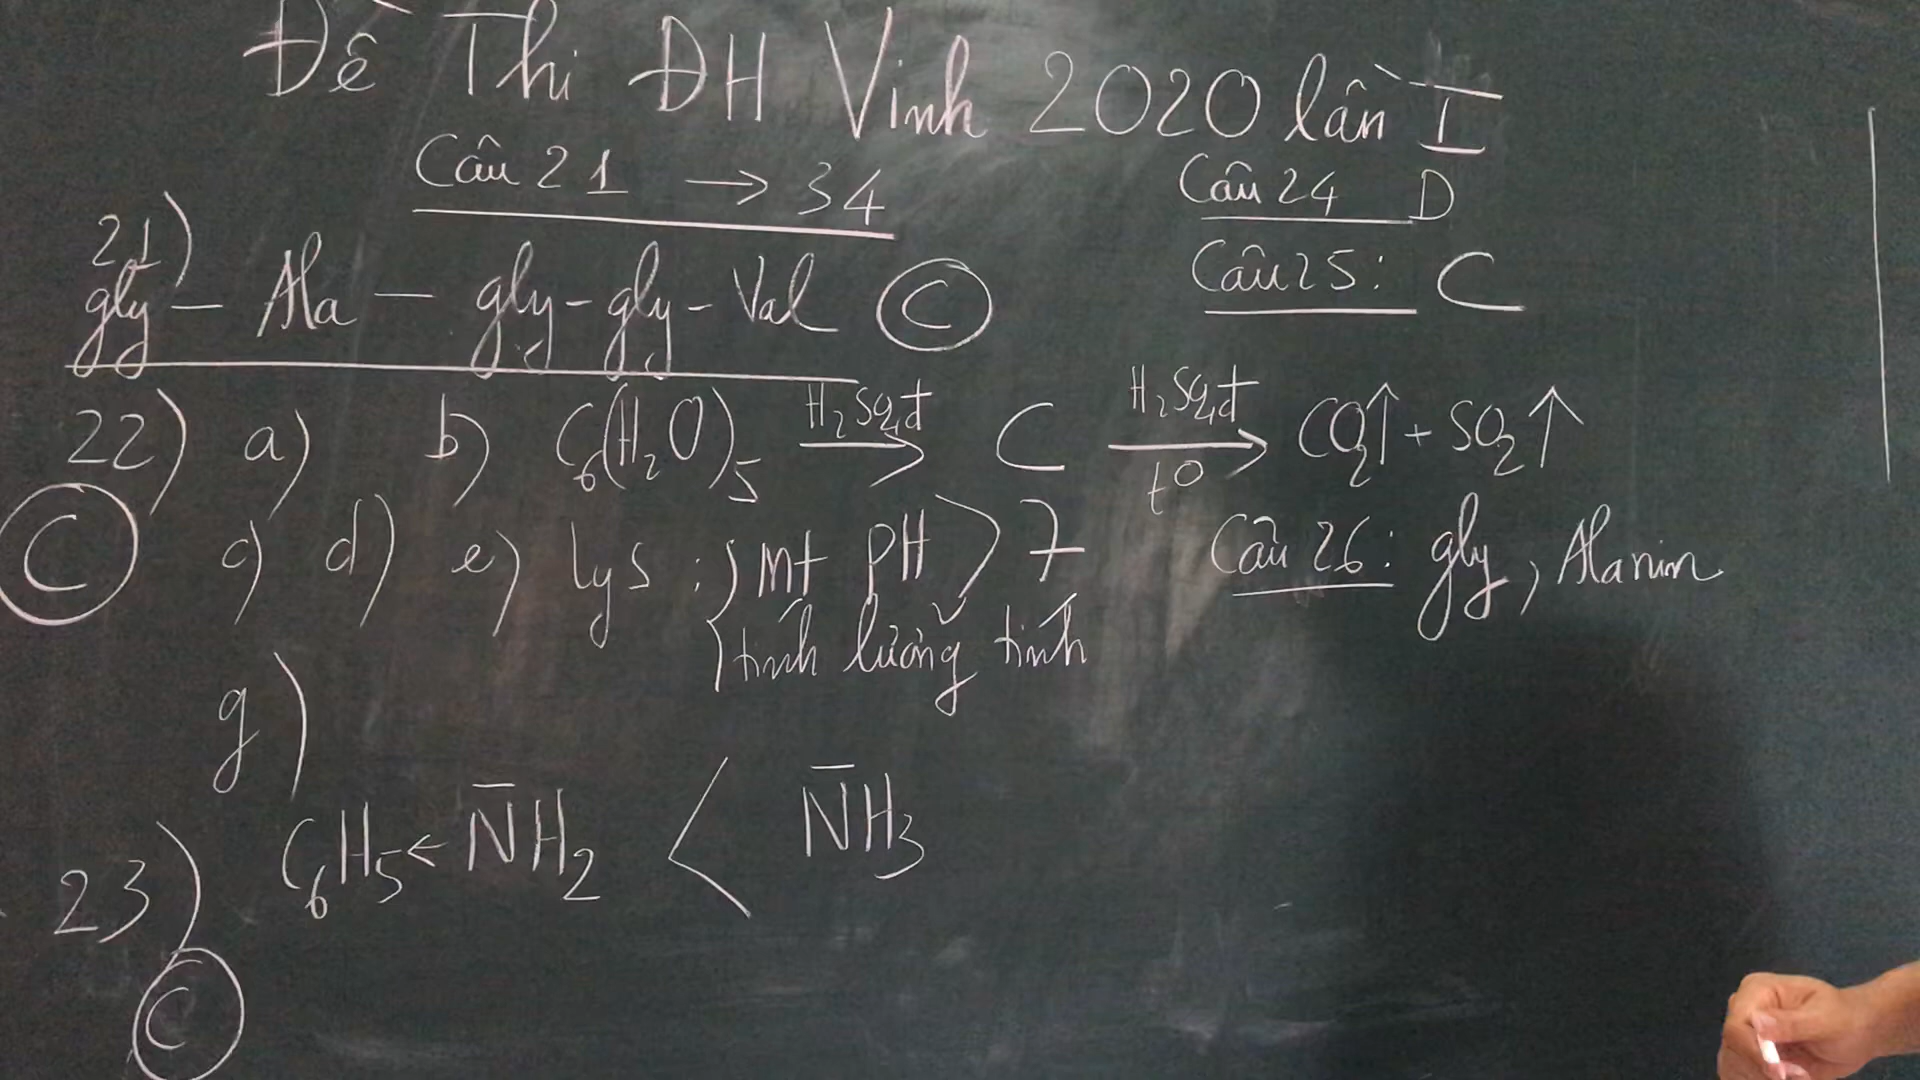 Đề Thi ĐH Vinh 2020 lần I
Câu 21 → 34
21)
gly – Ala – gly – gly – Val C
22) a) b) C6(H2O)5 H2SO4đ → C H2SO4đ t° → CO2↑ + SO2↑
C c) d) e) lys : mt pH > 7
tính lưỡng tính
g)
23) C6H5 < NH2 < NH3
C
Câu 24 D
Câu 25: C
Câu 26: gly, Alanin